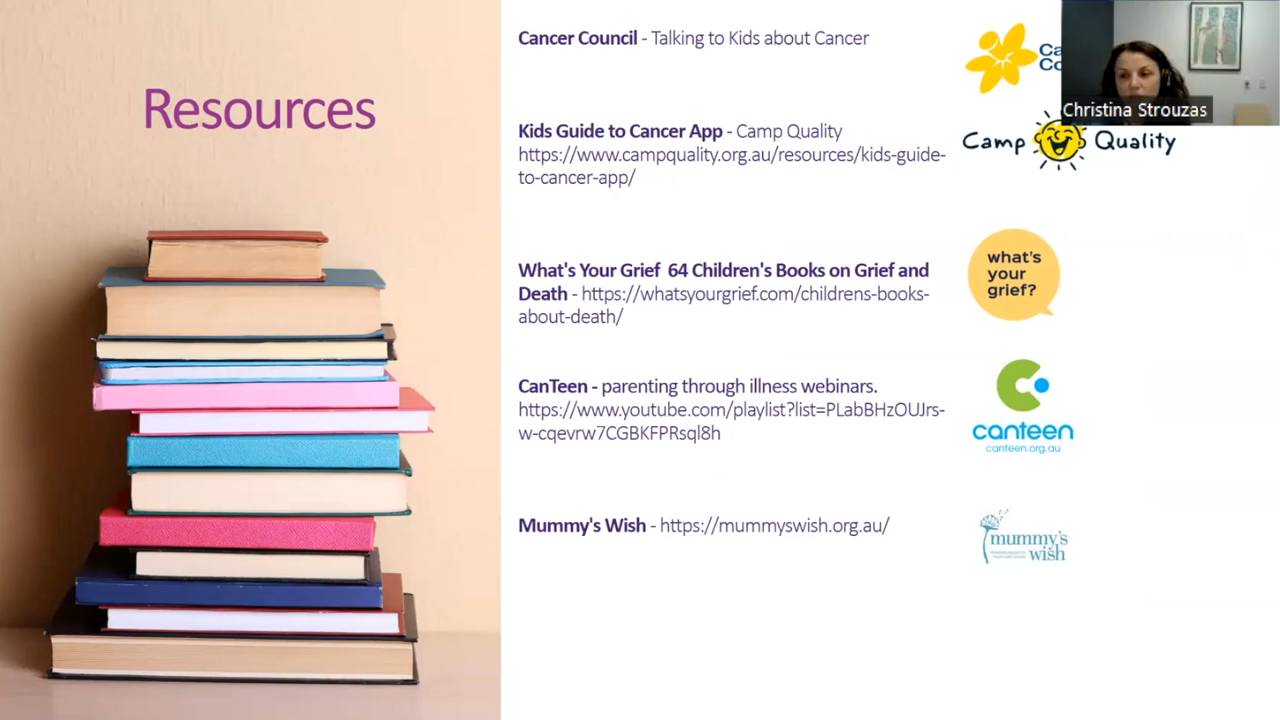 Resources
Cancer Council - Talking to Kids about Cancer
Ca
Co
Christina Strouzas
Kids Guide to Cancer App - Camp Quality
https://www.campquality.org.au/resources/kids-guide-
to-cancer-app/
Camp Quality
What's Your Grief 64 Children's Books on Grief and
Death - https://whatsyourgrief.com/childrens-books-
about-death/
what's
your
grief?
CanTeen - parenting through illness webinars.
https://www.youtube.com/playlist?list=PLabBHzOUJrs-
w-cqevrw7CGBKFPRsql8h
canteen
canteen.org.au
Mummy's Wish - https://mummyswish.org.au/
mummy's
wish